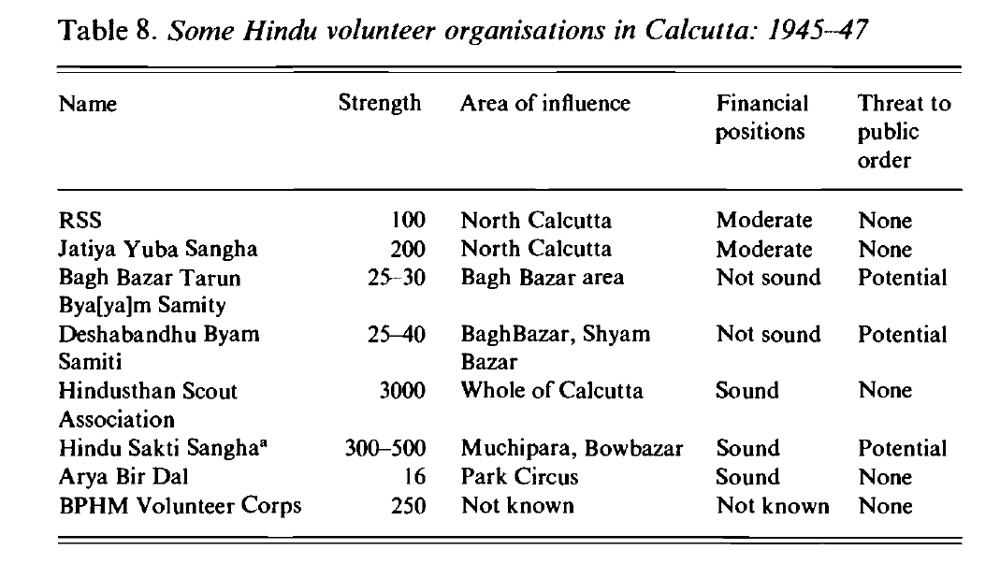 Table 8. Some Hindu volunteer organisations in Calcutta: 1945–47
Name Strength Area of influence Financial positions Threat to public order
RSS 100 North Calcutta Moderate None
Jatiya Yuba Sangha 200 North Calcutta Moderate None
Bagh Bazar Tarun 25–30 Bagh Bazar area Not sound Potential
Bya[ya]m Samity
Deshabandhu Byam 25–40 BaghBazar, Shyam Not sound Potential
Samiti Bazar
Hindusthan Scout 3000 Whole of Calcutta Sound None
Association
Hindu Sakti Sanghaᵃ 300–500 Muchipara, Bowbazar Sound Potential
Arya Bir Dal 16 Park Circus Sound None
BPHM Volunteer Corps 250 Not known Not known None